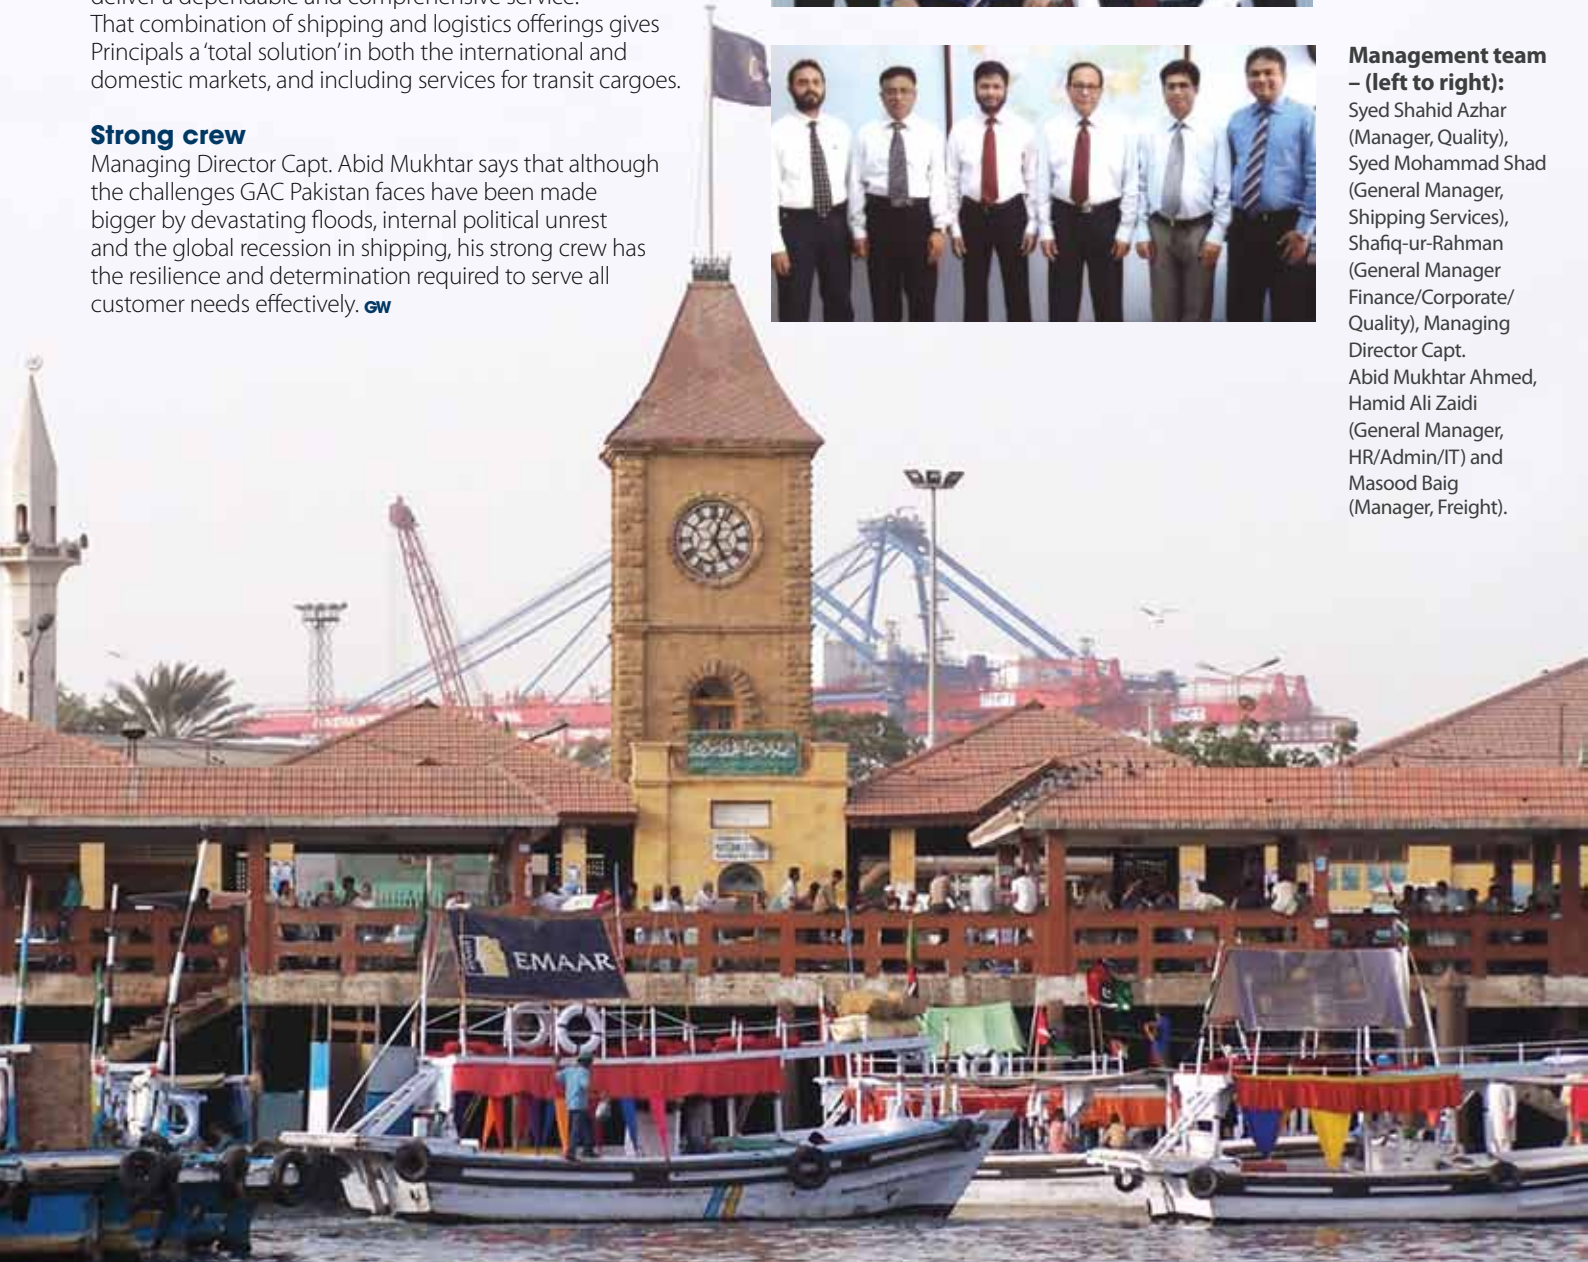 deliver a dependable and comprehensive service.
That combination of shipping and logistics offerings gives
Principals a ‘total solution’ in both the international and
domestic markets, and including services for transit cargoes.
Strong crew
Managing Director Capt. Abid Mukhtar says that although
the challenges GAC Pakistan faces have been made
bigger by devastating floods, internal political unrest
and the global recession in shipping, his strong crew has
the resilience and determination required to serve all
customer needs effectively. GW
Management team
– (left to right):
Syed Shahid Azhar
(Manager, Quality),
Syed Mohammad Shad
(General Manager,
Shipping Services),
Shafiq-ur-Rahman
(General Manager
Finance/Corporate/
Quality), Managing
Director Capt.
Abid Mukhtar Ahmed,
Hamid Ali Zaidi
(General Manager,
HR/Admin/IT) and
Masood Baig
(Manager, Freight).
EMAAR